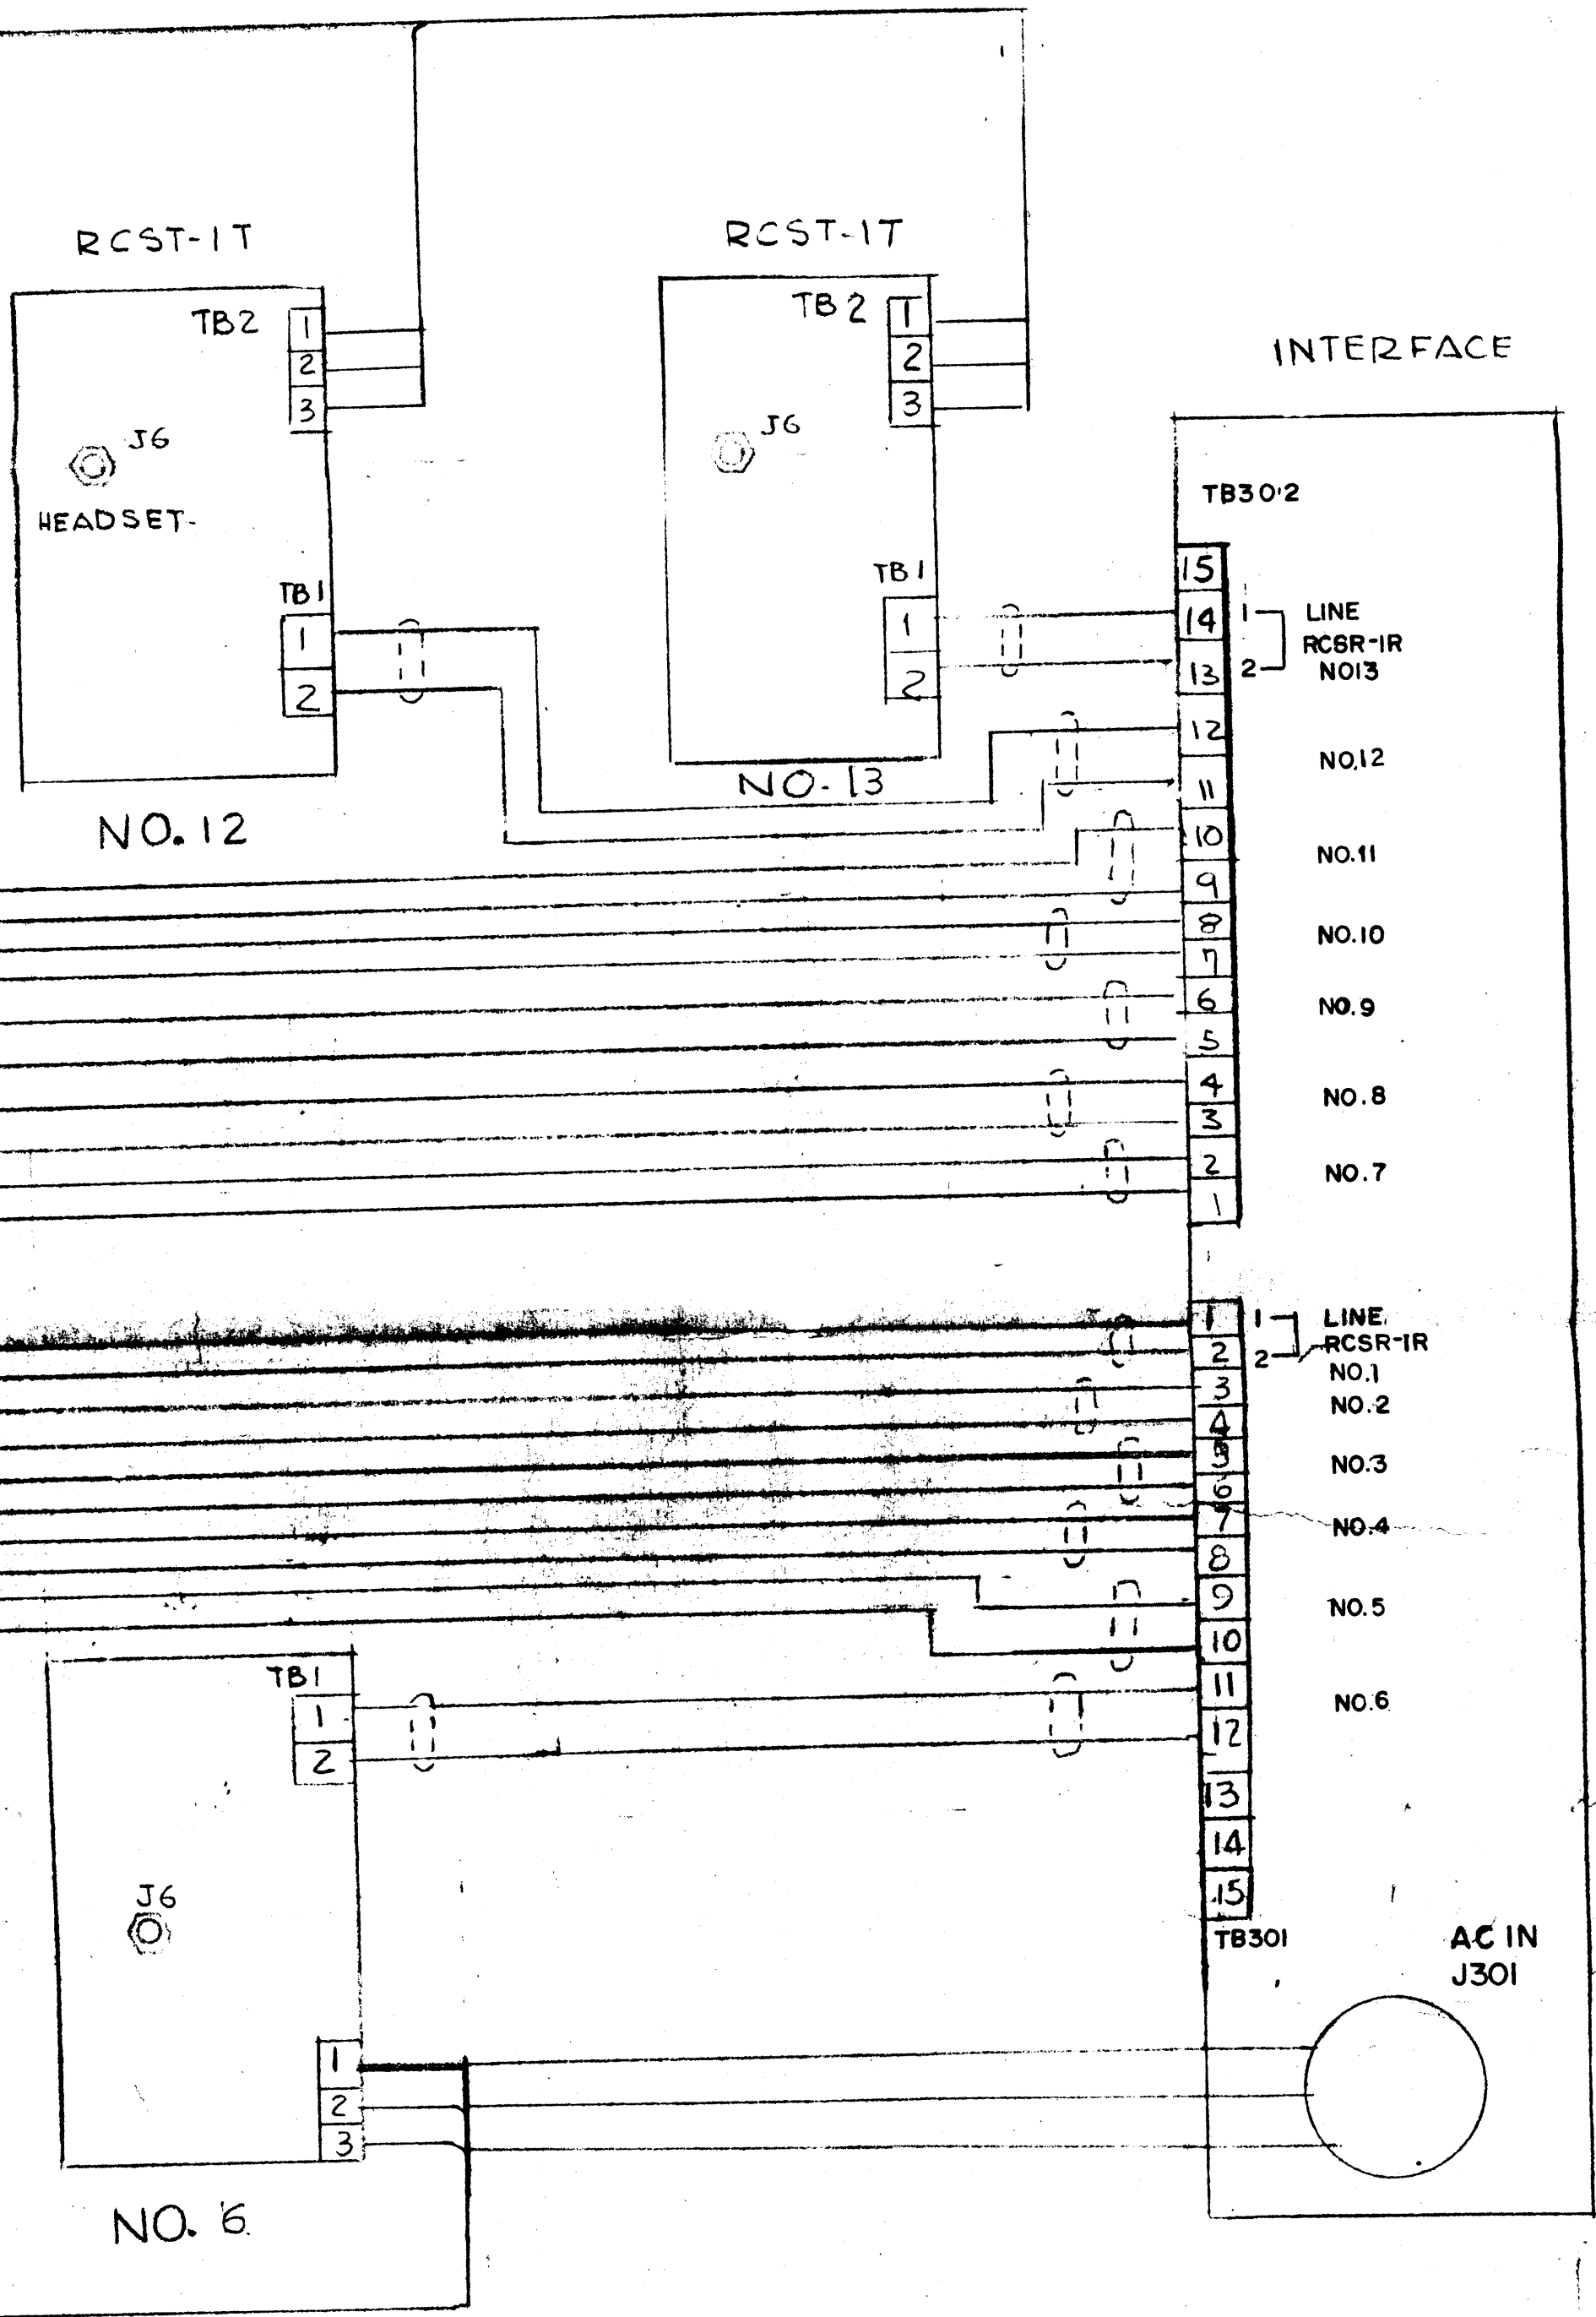 RCST-1T
TB2
1
2
3
J6
HEADSET
TB1
1
2
NO. 12
RCST-1T
TB2
1
2
3
J6
TB1
1
2
NO. 13
INTERFACE
TB302
15
14 1 LINE
RCSR-1R
13 2 NO13
12
NO.12
11
10
NO.11
9
8
NO.10
7
6
NO.9
5
4
NO.8
3
2
NO.7
1
1 1 LINE
2 2 RCSR-1R
NO.1
3
NO.2
4
5
NO.3
6
7
NO.4
8
9
NO.5
10
11
NO.6
12
13
14
15
TB301
AC IN
J301
TB1
1
2
J6
1
2
3
NO. 6